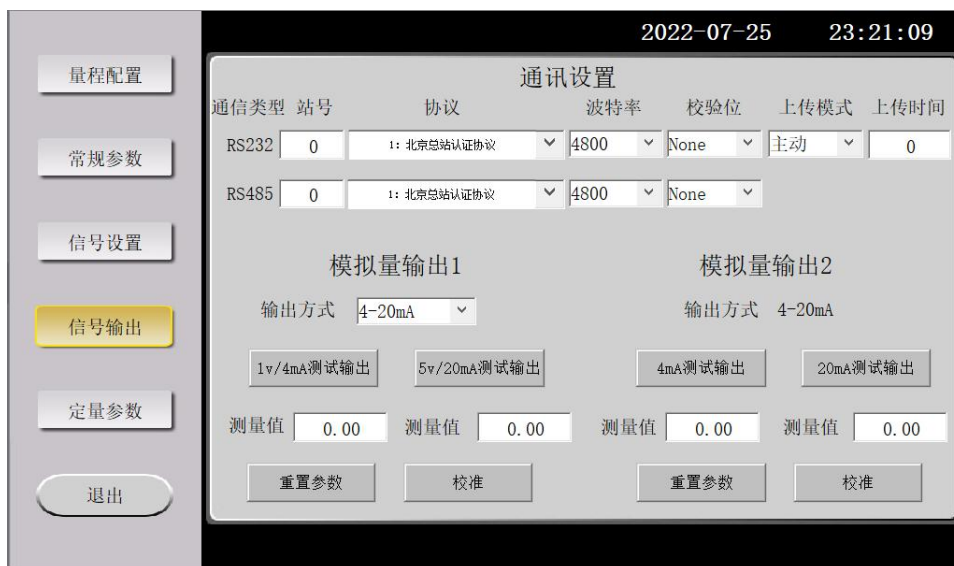 2022-07-25 23:21:09
量程配置
常规参数
信号设置
信号输出
定量参数
退出
通讯设置
通信类型 站号 协议 波特率 校验位 上传模式 上传时间
RS232 0 1: 北京总站认证协议 4800 None 主动 0
RS485 0 1: 北京总站认证协议 4800 None
模拟量输出1 模拟量输出2
输出方式 4-20mA 输出方式 4-20mA
1v/4mA测试输出 5v/20mA测试输出 4mA测试输出 20mA测试输出
测量值 0.00 测量值 0.00 测量值 0.00 测量值 0.00
重置参数 校准 重置参数 校准